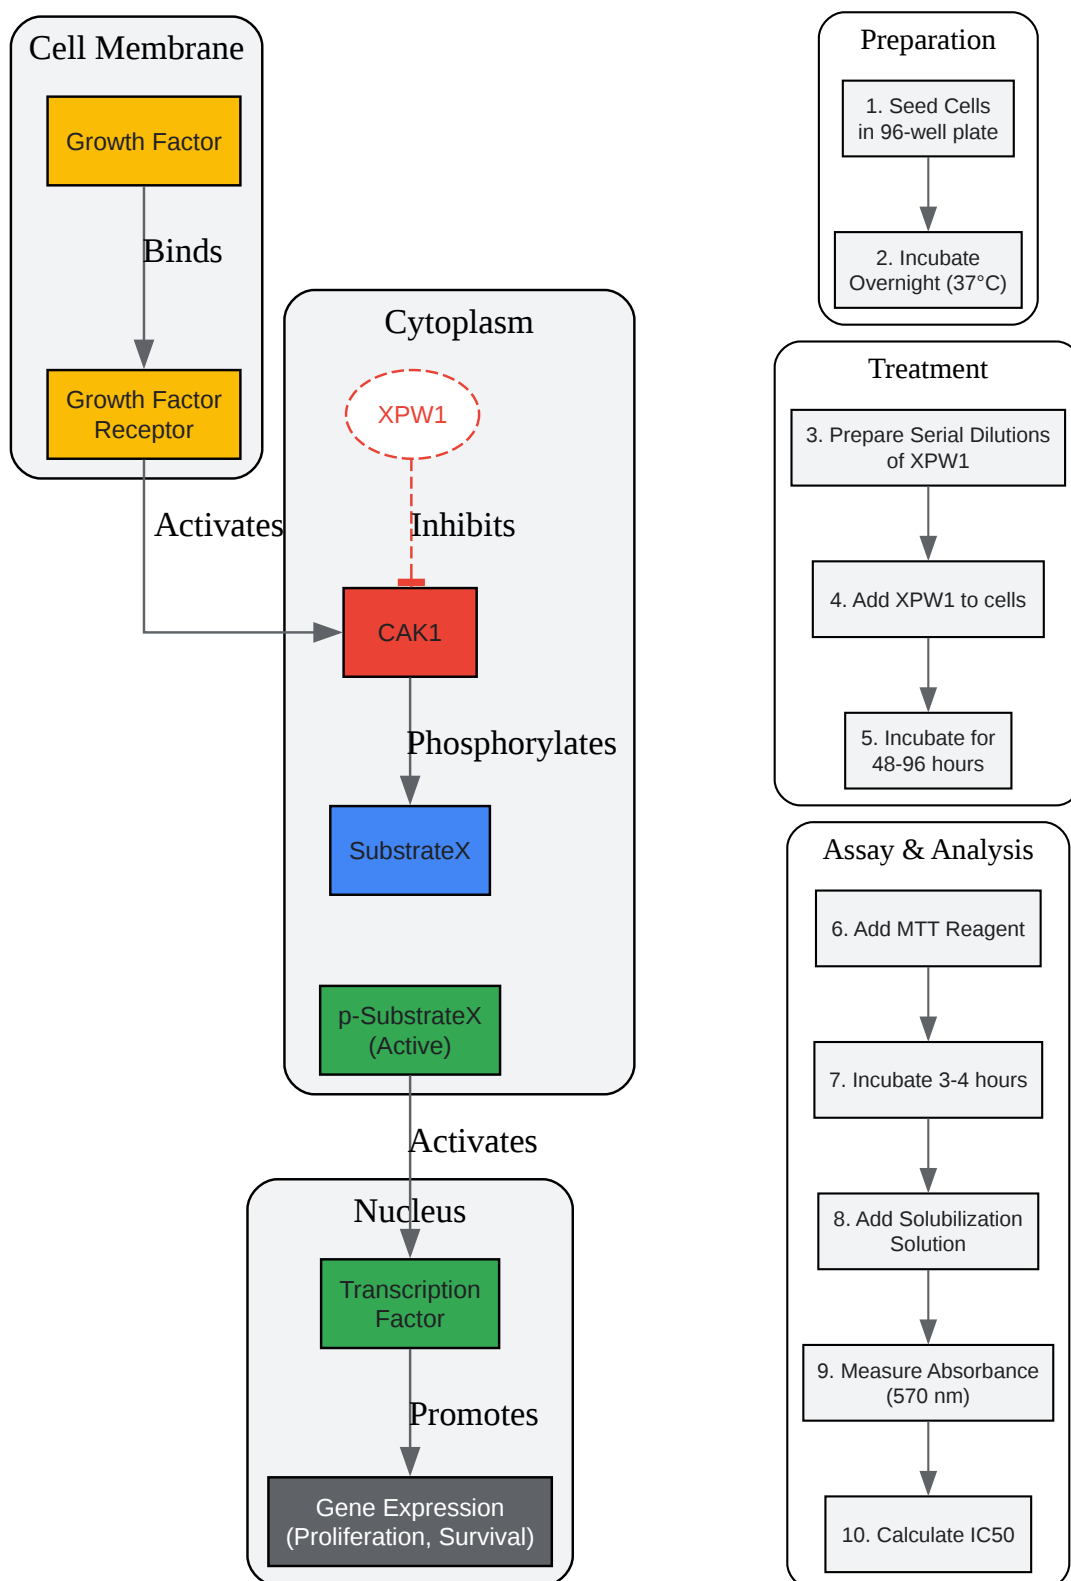 Cell Membrane
Growth Factor
Binds
Growth Factor
Receptor
Activates
Cytoplasm
XPW1
Inhibits
CAK1
Phosphorylates
SubstrateX
p-SubstrateX
(Active)
Activates
Nucleus
Transcription
Factor
Promotes
Gene Expression
(Proliferation, Survival)
Preparation
1. Seed Cells
in 96-well plate
2. Incubate
Overnight (37°C)
Treatment
3. Prepare Serial Dilutions
of XPW1
4. Add XPW1 to cells
5. Incubate for
48-96 hours
Assay & Analysis
6. Add MTT Reagent
7. Incubate 3-4 hours
8. Add Solubilization
Solution
9. Measure Absorbance
(570 nm)
10. Calculate IC50